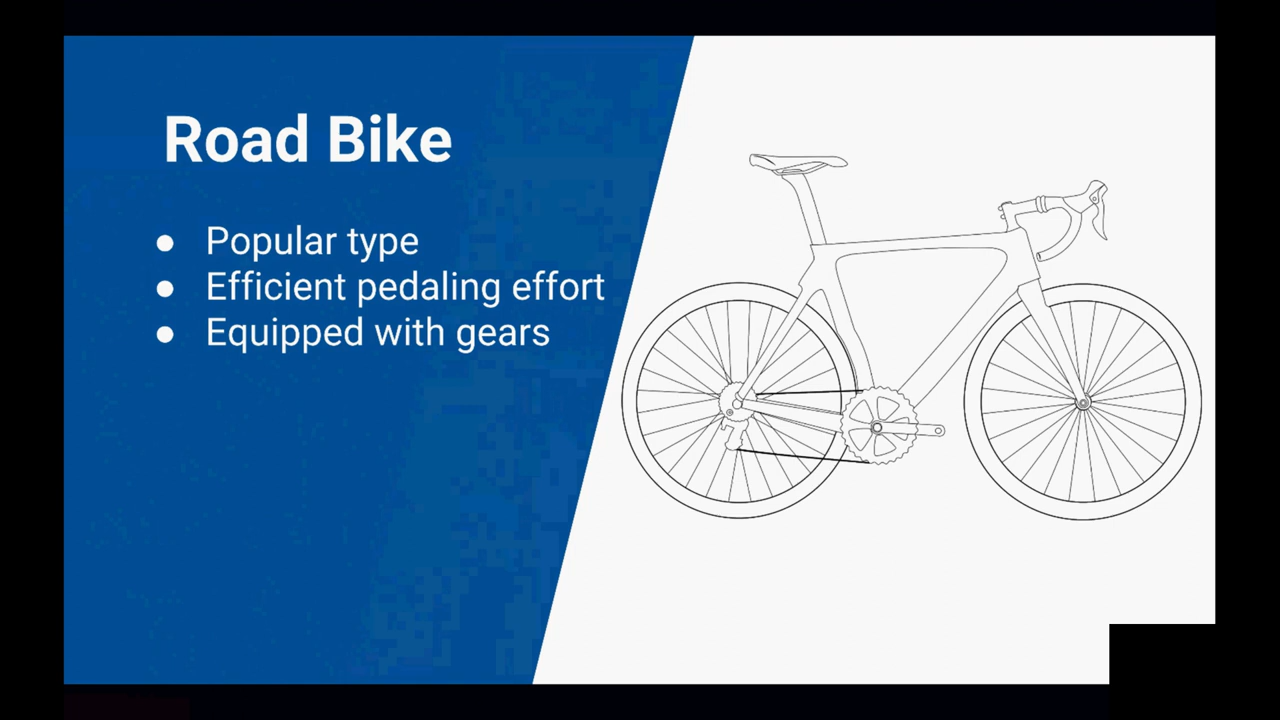 Road Bike
● Popular type
● Efficient pedaling effort
● Equipped with gears